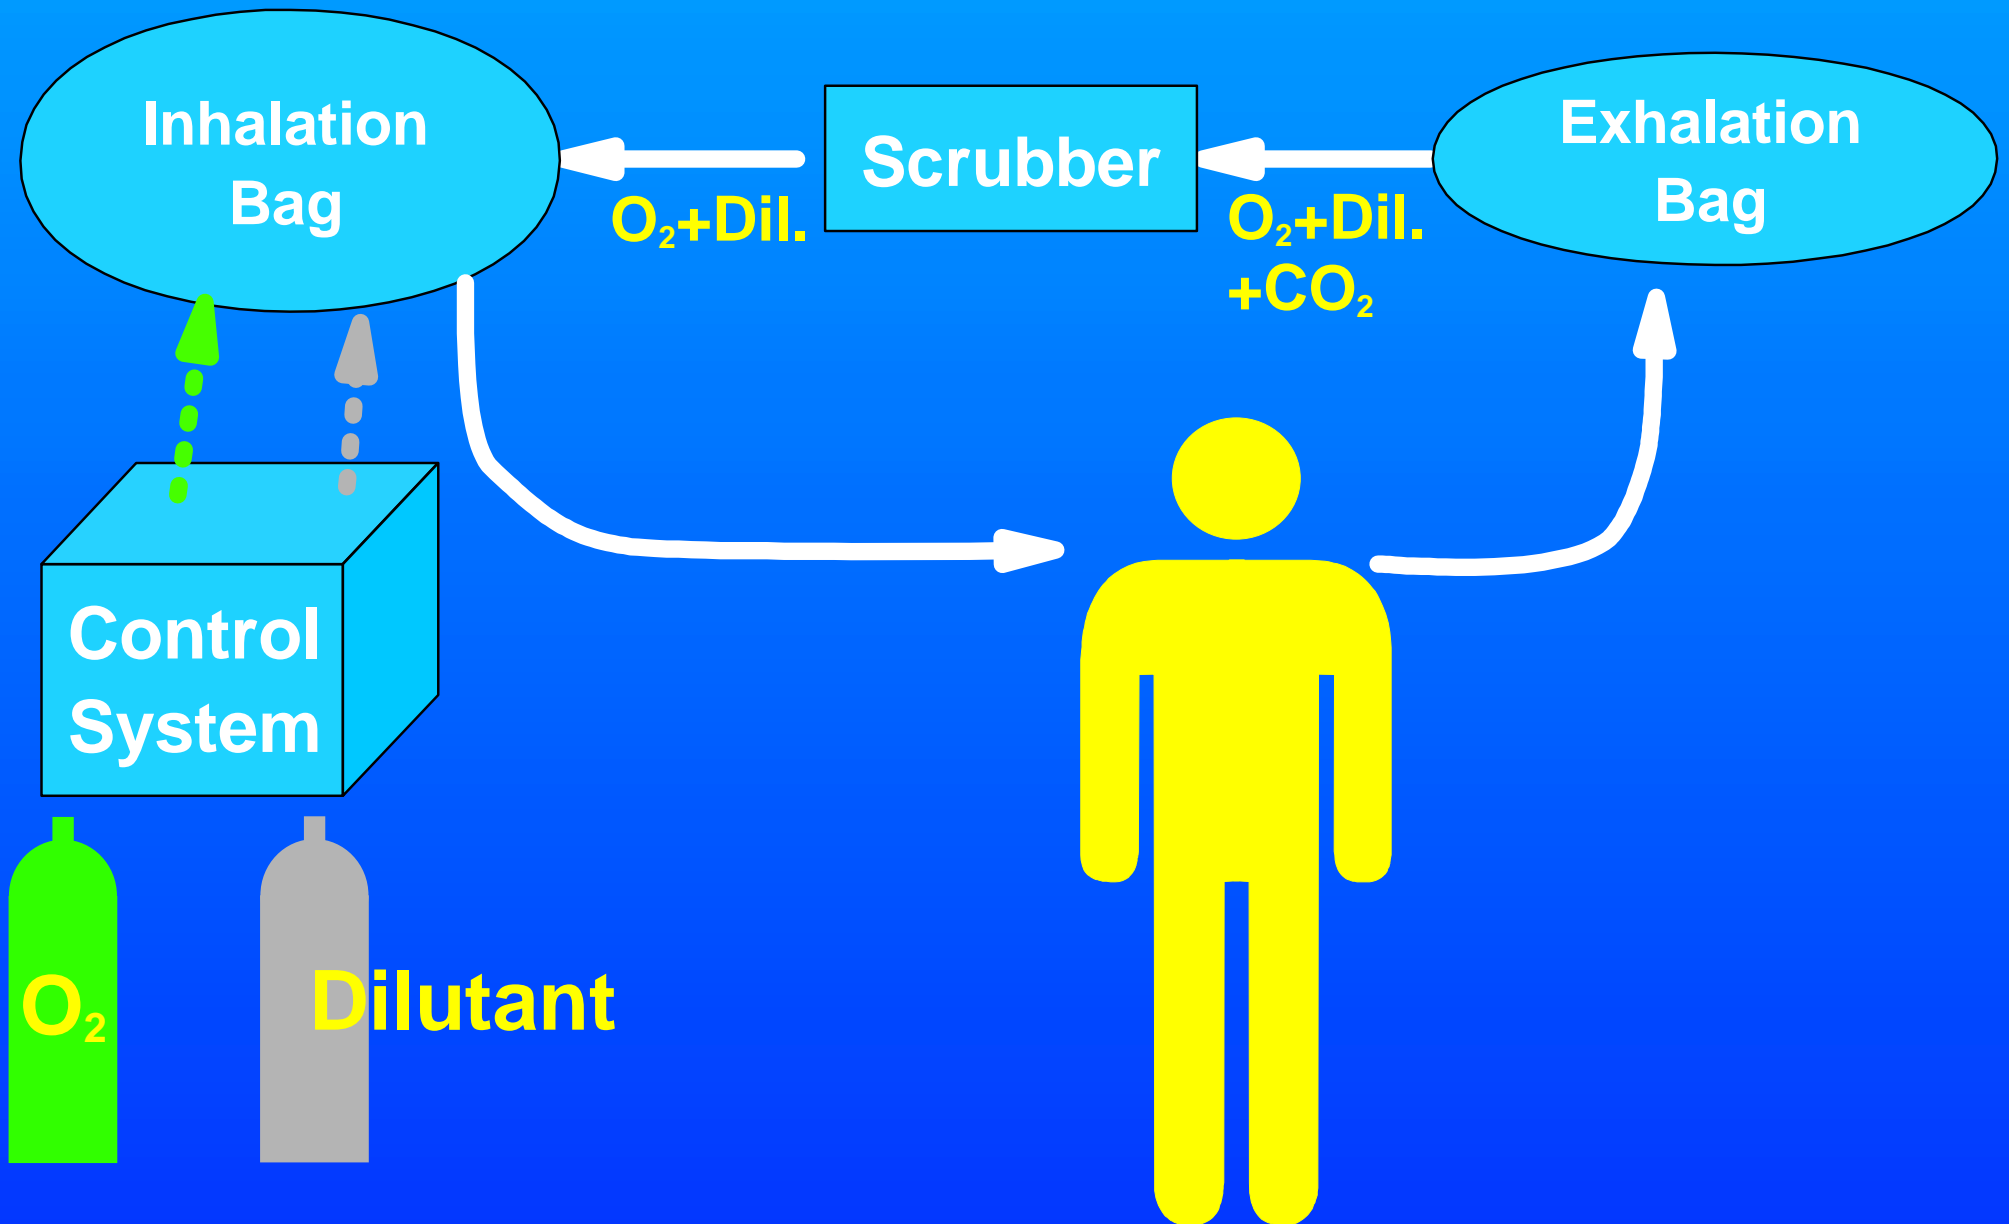 Inhalation
Bag
Scrubber
Exhalation
Bag
O₂+Dil.
O₂+Dil.
+CO₂
Control
System
O₂
Dilutant